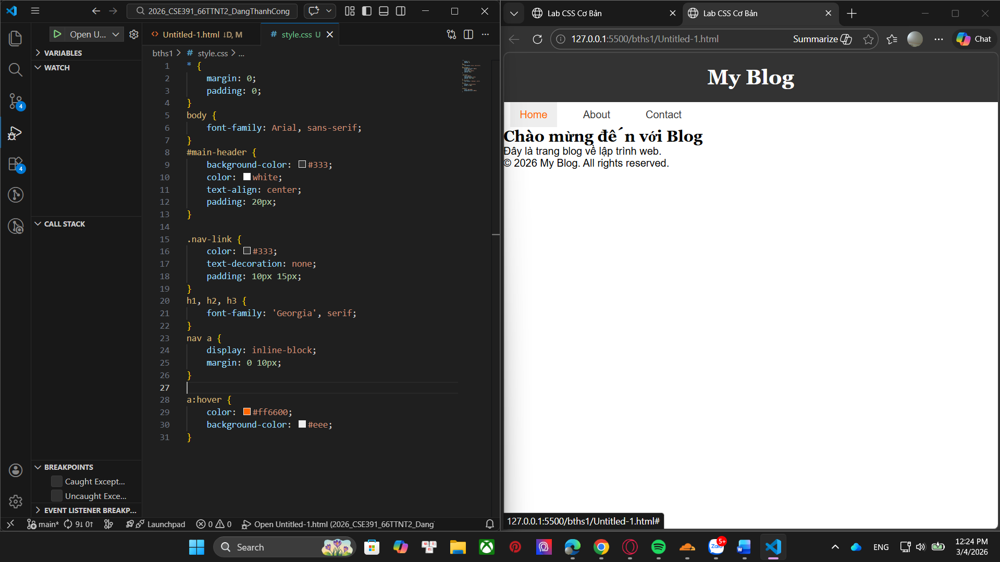 2026_CSE391_66TTNT2_DangThanhCong
Open U...
VARIABLES
WATCH
CALL STACK
BREAKPOINTS
Caught Except...
Uncaught Exce...
EVENT LISTENER BREAKP...
4
4
Untitled-1.html ↓D, M
# style.css U
bths1 > # style.css > ...
1 * {
2 margin: 0;
3 padding: 0;
4 }
5 body {
6 font-family: Arial, sans-serif;
7 }
8 #main-header {
9 background-color: #333;
10 color: white;
11 text-align: center;
12 padding: 20px;
13 }
14
15 .nav-link {
16 color: #333;
17 text-decoration: none;
18 padding: 10px 15px;
19 }
20 h1, h2, h3 {
21 font-family: 'Georgia', serif;
22 }
23 nav a {
24 display: inline-block;
25 margin: 0 10px;
26 }
27
28 a:hover {
29 color: #ff6600;
30 background-color: #eee;
31 }
main* 9↓ 0↑ Launchpad 0 0 Open Untitled-1.html (2026_CSE391_66TTNT2_Dang
Lab CSS Cơ Bản
Lab CSS Cơ Bản
127.0.0.1:5500/bths1/Untitled-1.html
Summarize
Chat
My Blog
Home About Contact
Chào mừng đến với Blog
Đây là trang blog về lập trình web.
© 2026 My Blog. All rights reserved.
127.0.0.1:5500/bths1/Untitled-1.html#
Search
Zalo
5+
ENG
12:24 PM
3/4/2026